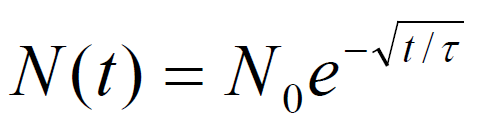 N(t) = N₀e^{-√(t/τ)}